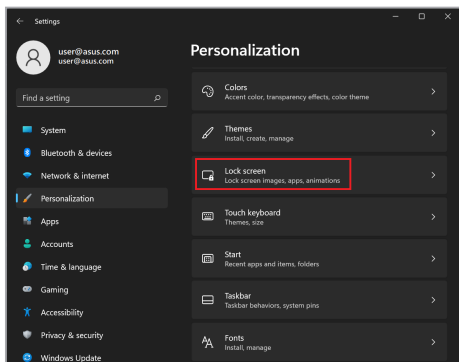 Settings
user@asus.com
user@asus.com
Find a setting
System
Bluetooth & devices
Network & internet
Personalization
Apps
Accounts
Time & language
Gaming
Accessibility
Privacy & security
Windows Update
Personalization
Colors
Accent color, transparency effects, color theme
Themes
Install, create, manage
Lock screen
Lock screen images, apps, animations
Touch keyboard
Themes, size
Start
Recent apps and items, folders
Taskbar
Taskbar behaviors, system pins
Fonts
Install, manage